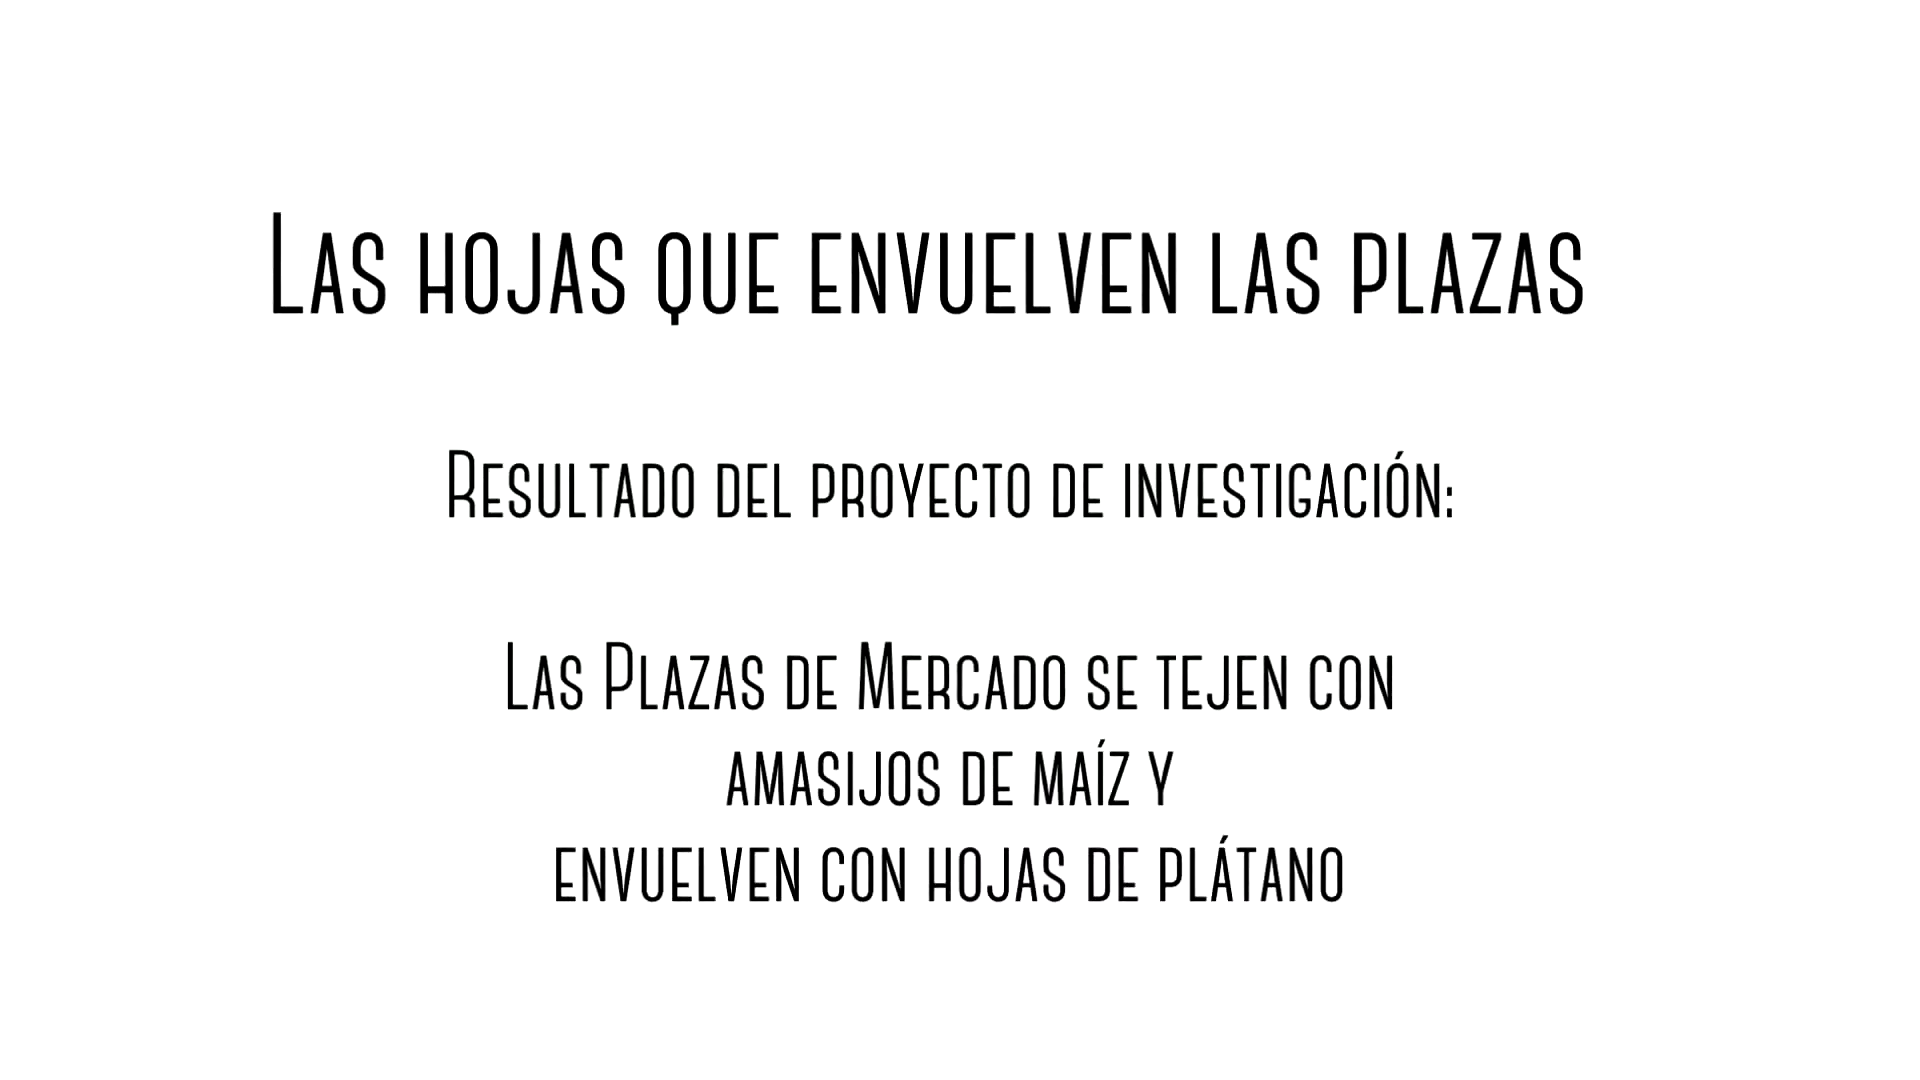 Las hojas que envuelven las plazas
Resultado del proyecto de investigación:
Las Plazas de Mercado se tejen con
amasijos de maíz y
envuelven con hojas de plátano